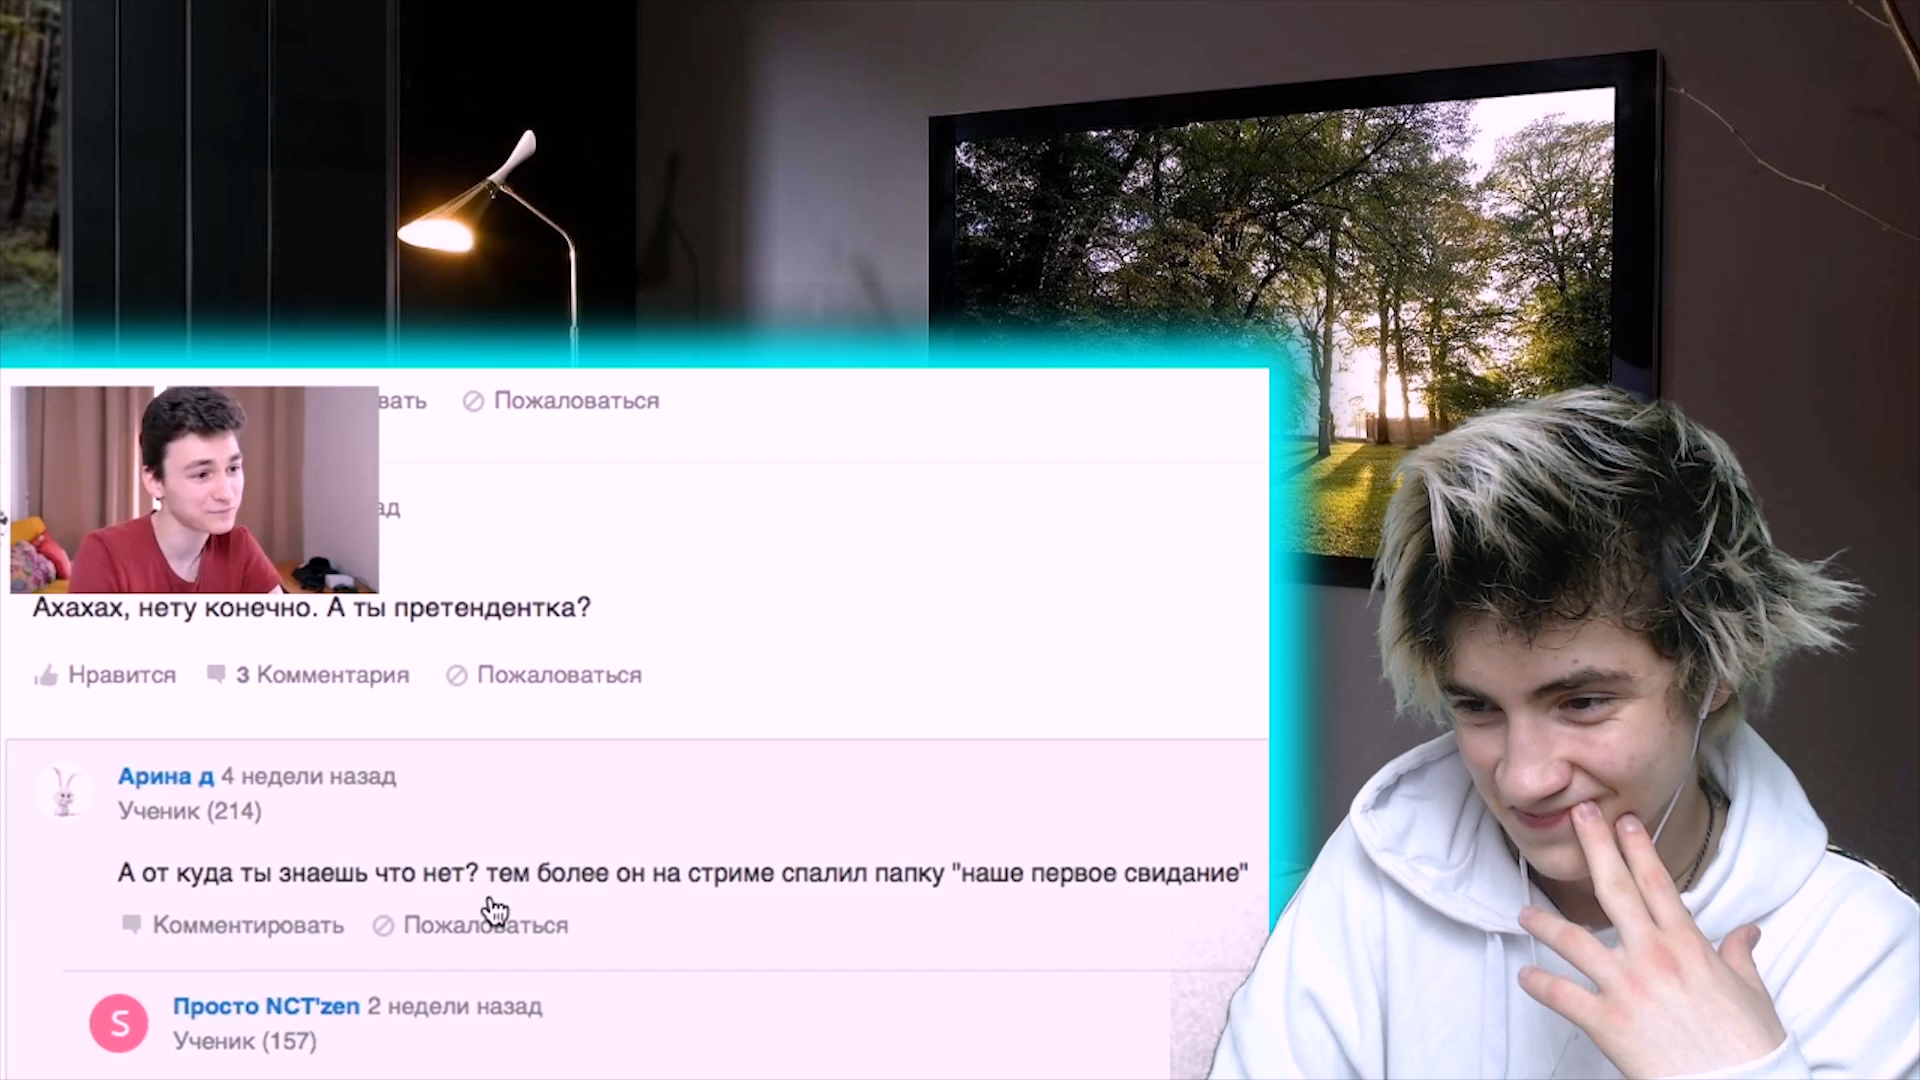 вать Пожаловаться
ад
Ахахах, нету конечно. А ты претендентка?
Нравится 3 Комментария Пожаловаться
Арина д 4 недели назад
Ученик (214)
А от куда ты знаешь что нет? тем более он на стриме спалил папку "наше первое свидание"
Комментировать Пожаловаться
S Просто NCT'zen 2 недели назад
Ученик (157)